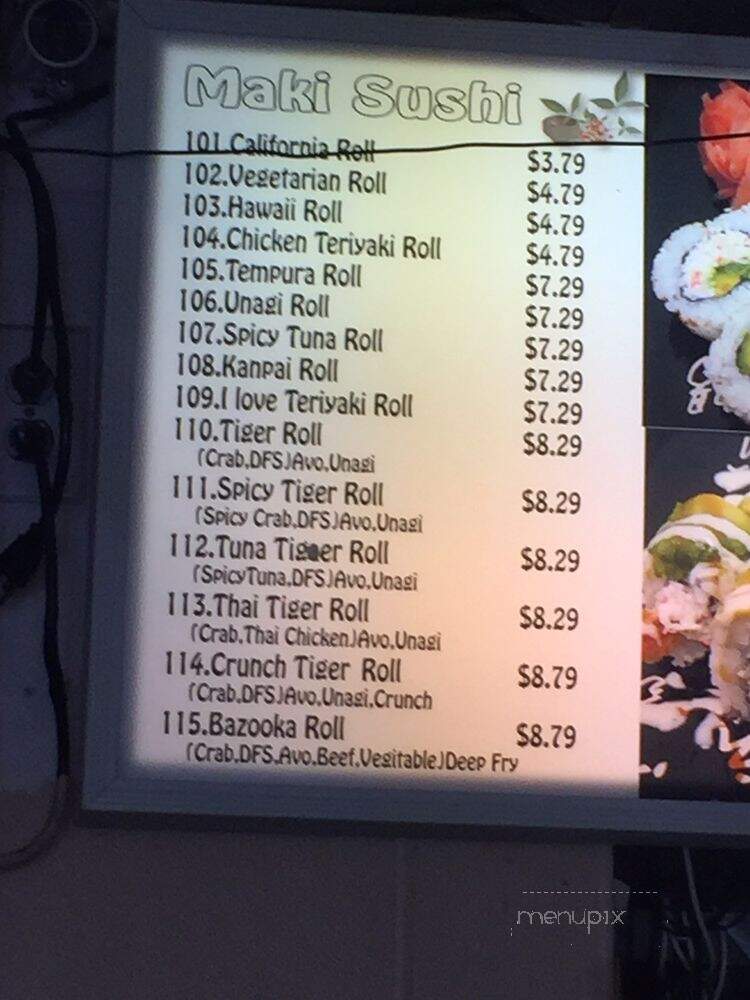 Maki Sushi
101.California Roll $3.79
102.Vegetarian Roll $4.79
103.Hawaii Roll $4.79
104.Chicken Teriyaki Roll $4.79
105.Tempura Roll $7.29
106.Unagi Roll $7.29
107.Spicy Tuna Roll $7.29
108.Kanpai Roll $7.29
109.I love Teriyaki Roll $7.29
110.Tiger Roll $8.29
(Crab,DFS)Avo,Unagi
111.Spicy Tiger Roll $8.29
(Spicy Crab,DFS)Avo,Unagi
112.Tuna Tigger Roll $8.29
(SpicyTuna,DFS)Avo,Unagi
113.Thai Tiger Roll $8.29
(Crab,Thai Chicken)Avo,Unagi
114.Crunch Tiger Roll $8.79
(Crab,DFS)Avo,Unagi,Crunch
115.Bazooka Roll $8.79
(Crab,DFS,Avo,Beef,Vegitable)Deep Fry
menupix